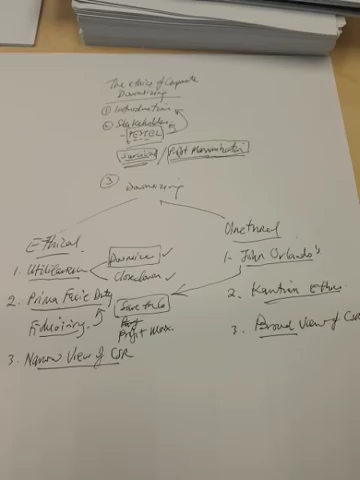 The ethics of Corporate
Downsizing
① Introduction
② Stakeholders
- PESTEL
Survival / Profit Maximization
③ Downsizing
Ethical
1. Utilitarian
Downsize ✓
Close down ✓
2. Prima Facie Duty
Fiduciary
Save the Co
Profit Max.
3. Narrow View of CSR
Unethical
1. John Orlando's
2. Kantian Ethics
3. Broad View of CSR